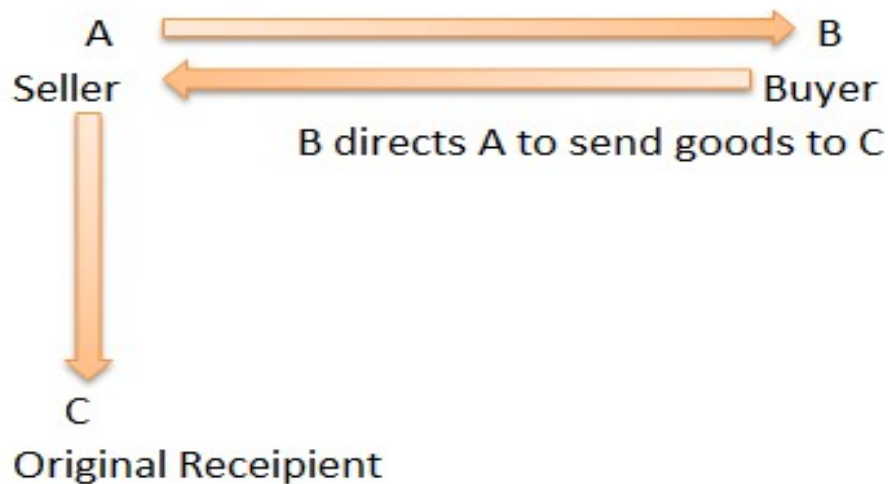 A
B
Seller
Buyer
B directs A to send goods to C
C
Original Receipient